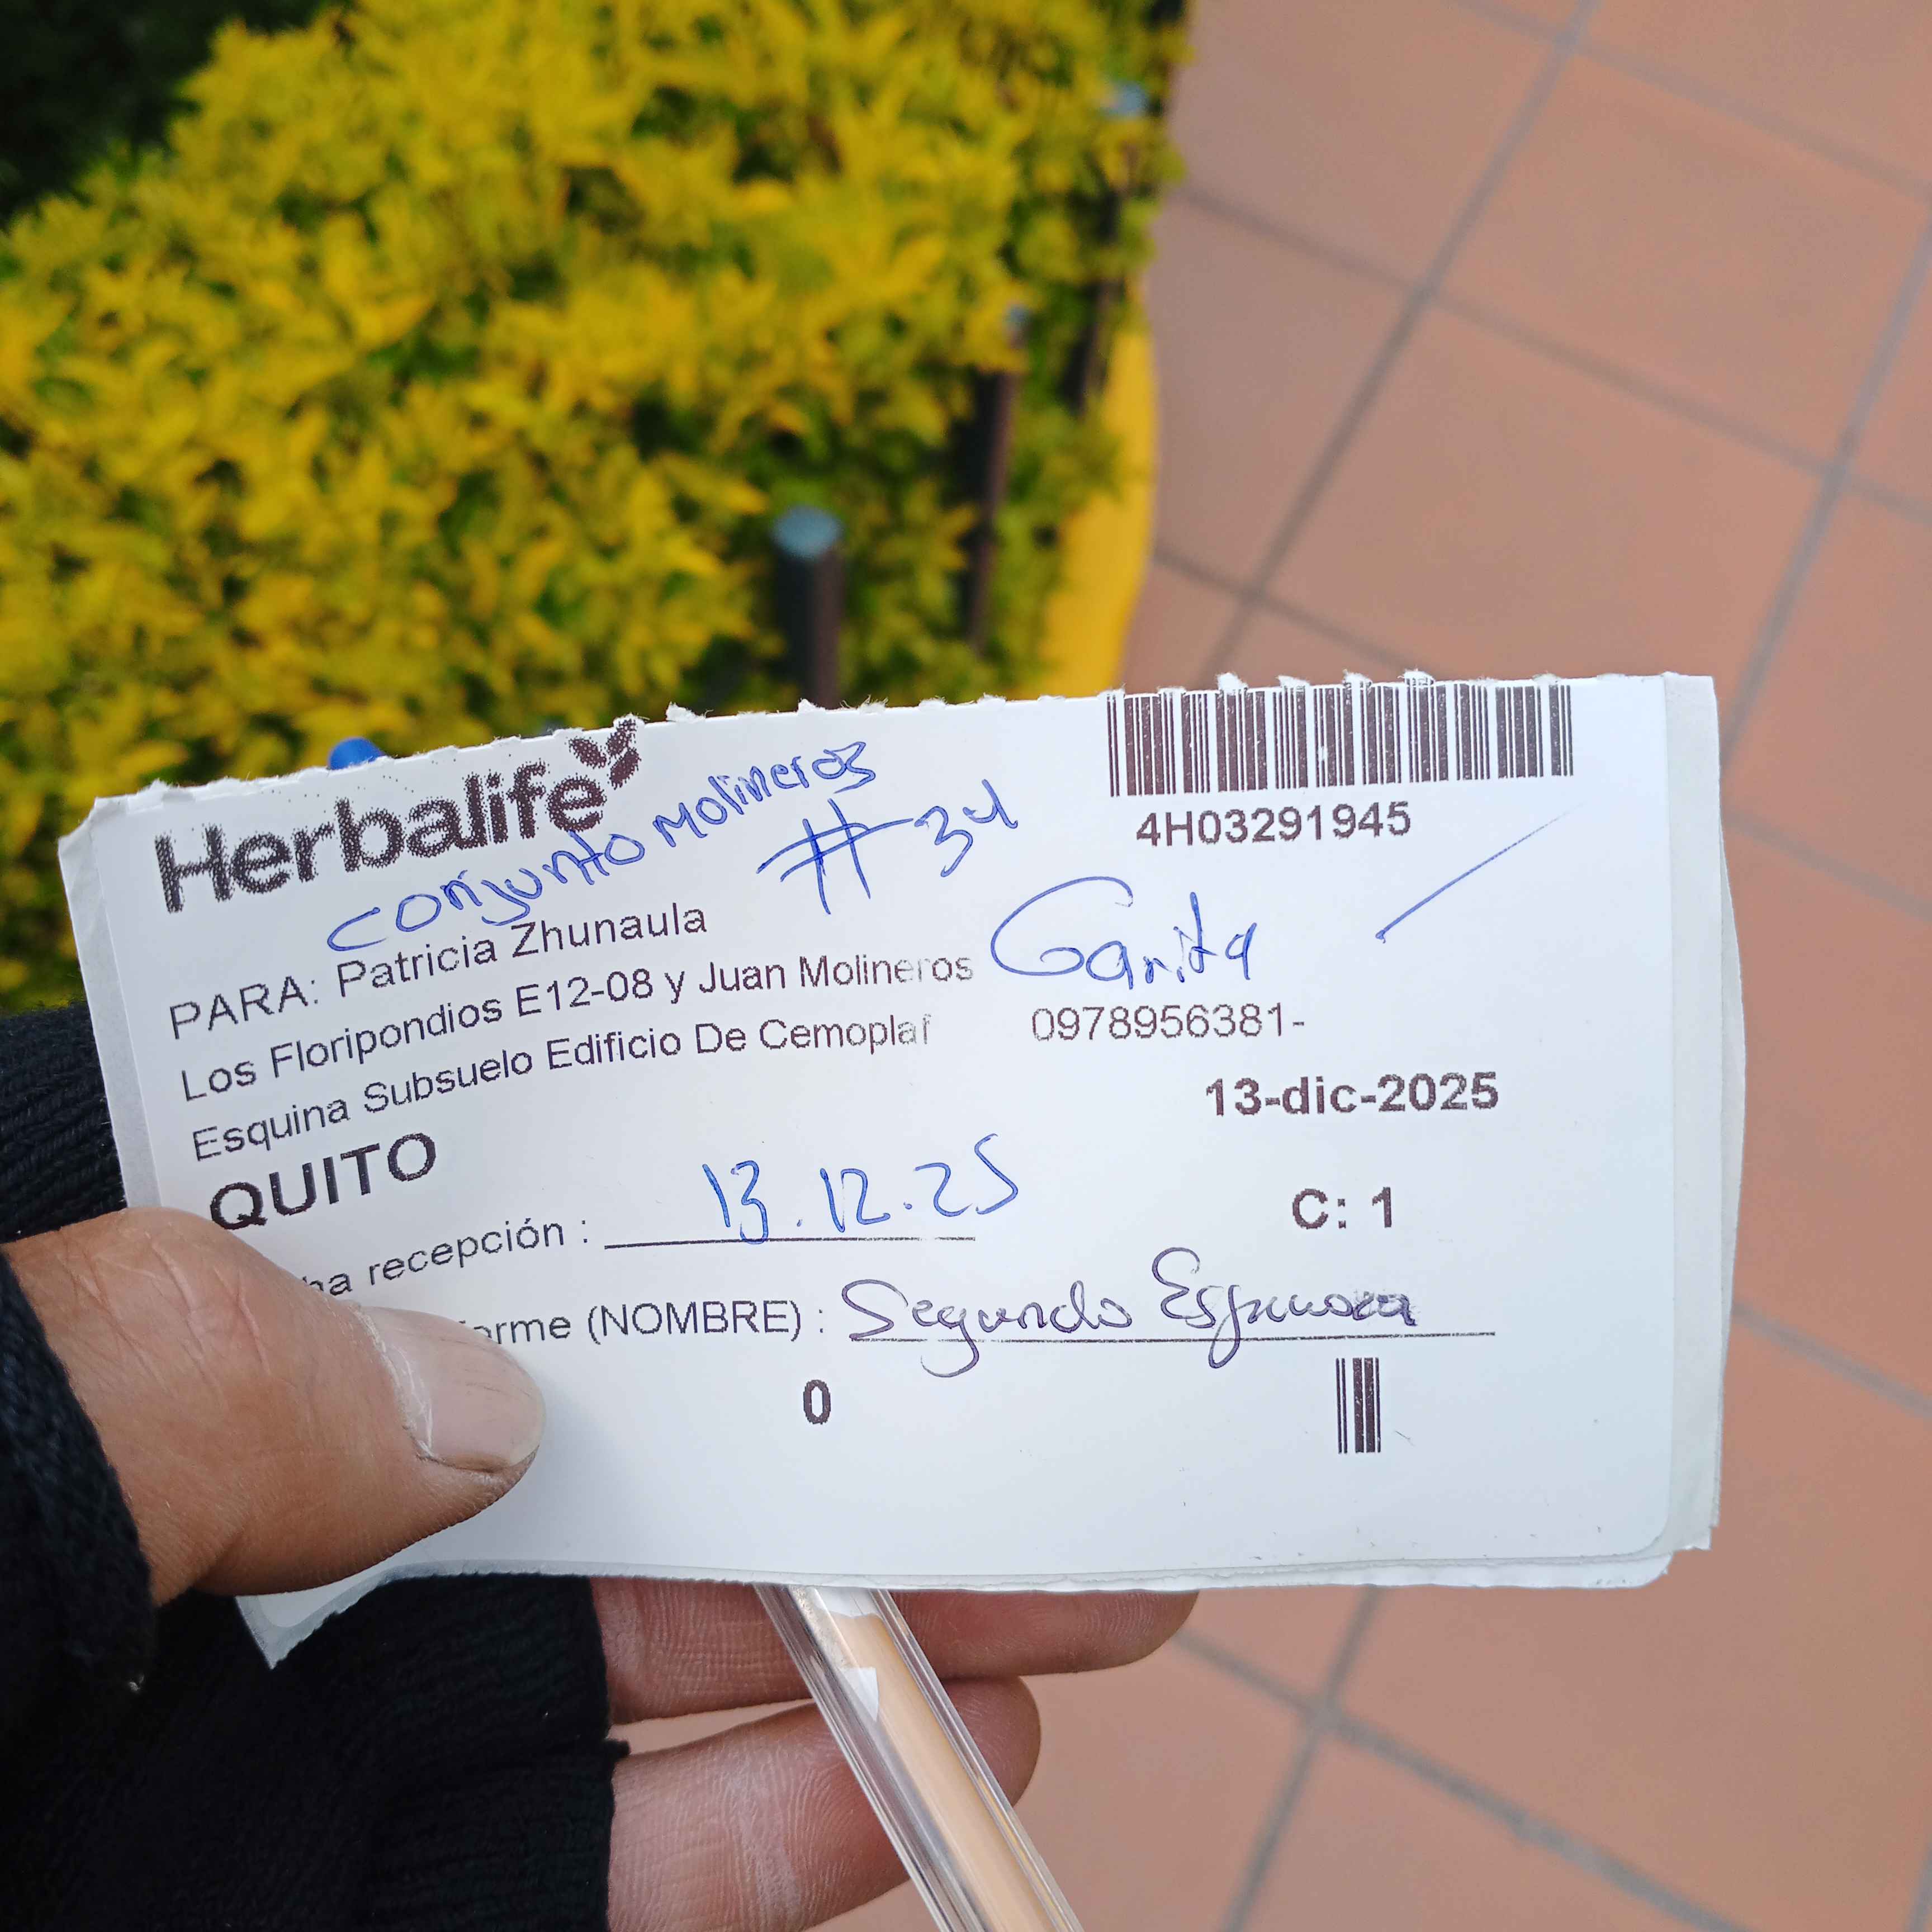 Herbalife
conjunto Molineros
# 34
4H03291945
PARA: Patricia Zhunaula
Garita
Los Floripondios E12-08 y Juan Molineros
Esquina Subsuelo Edificio De Cemoplaf
0978956381-
13-dic-2025
QUITO
recepción : 13.12.25
C: 1
(NOMBRE) : Segundo Espinosa
0